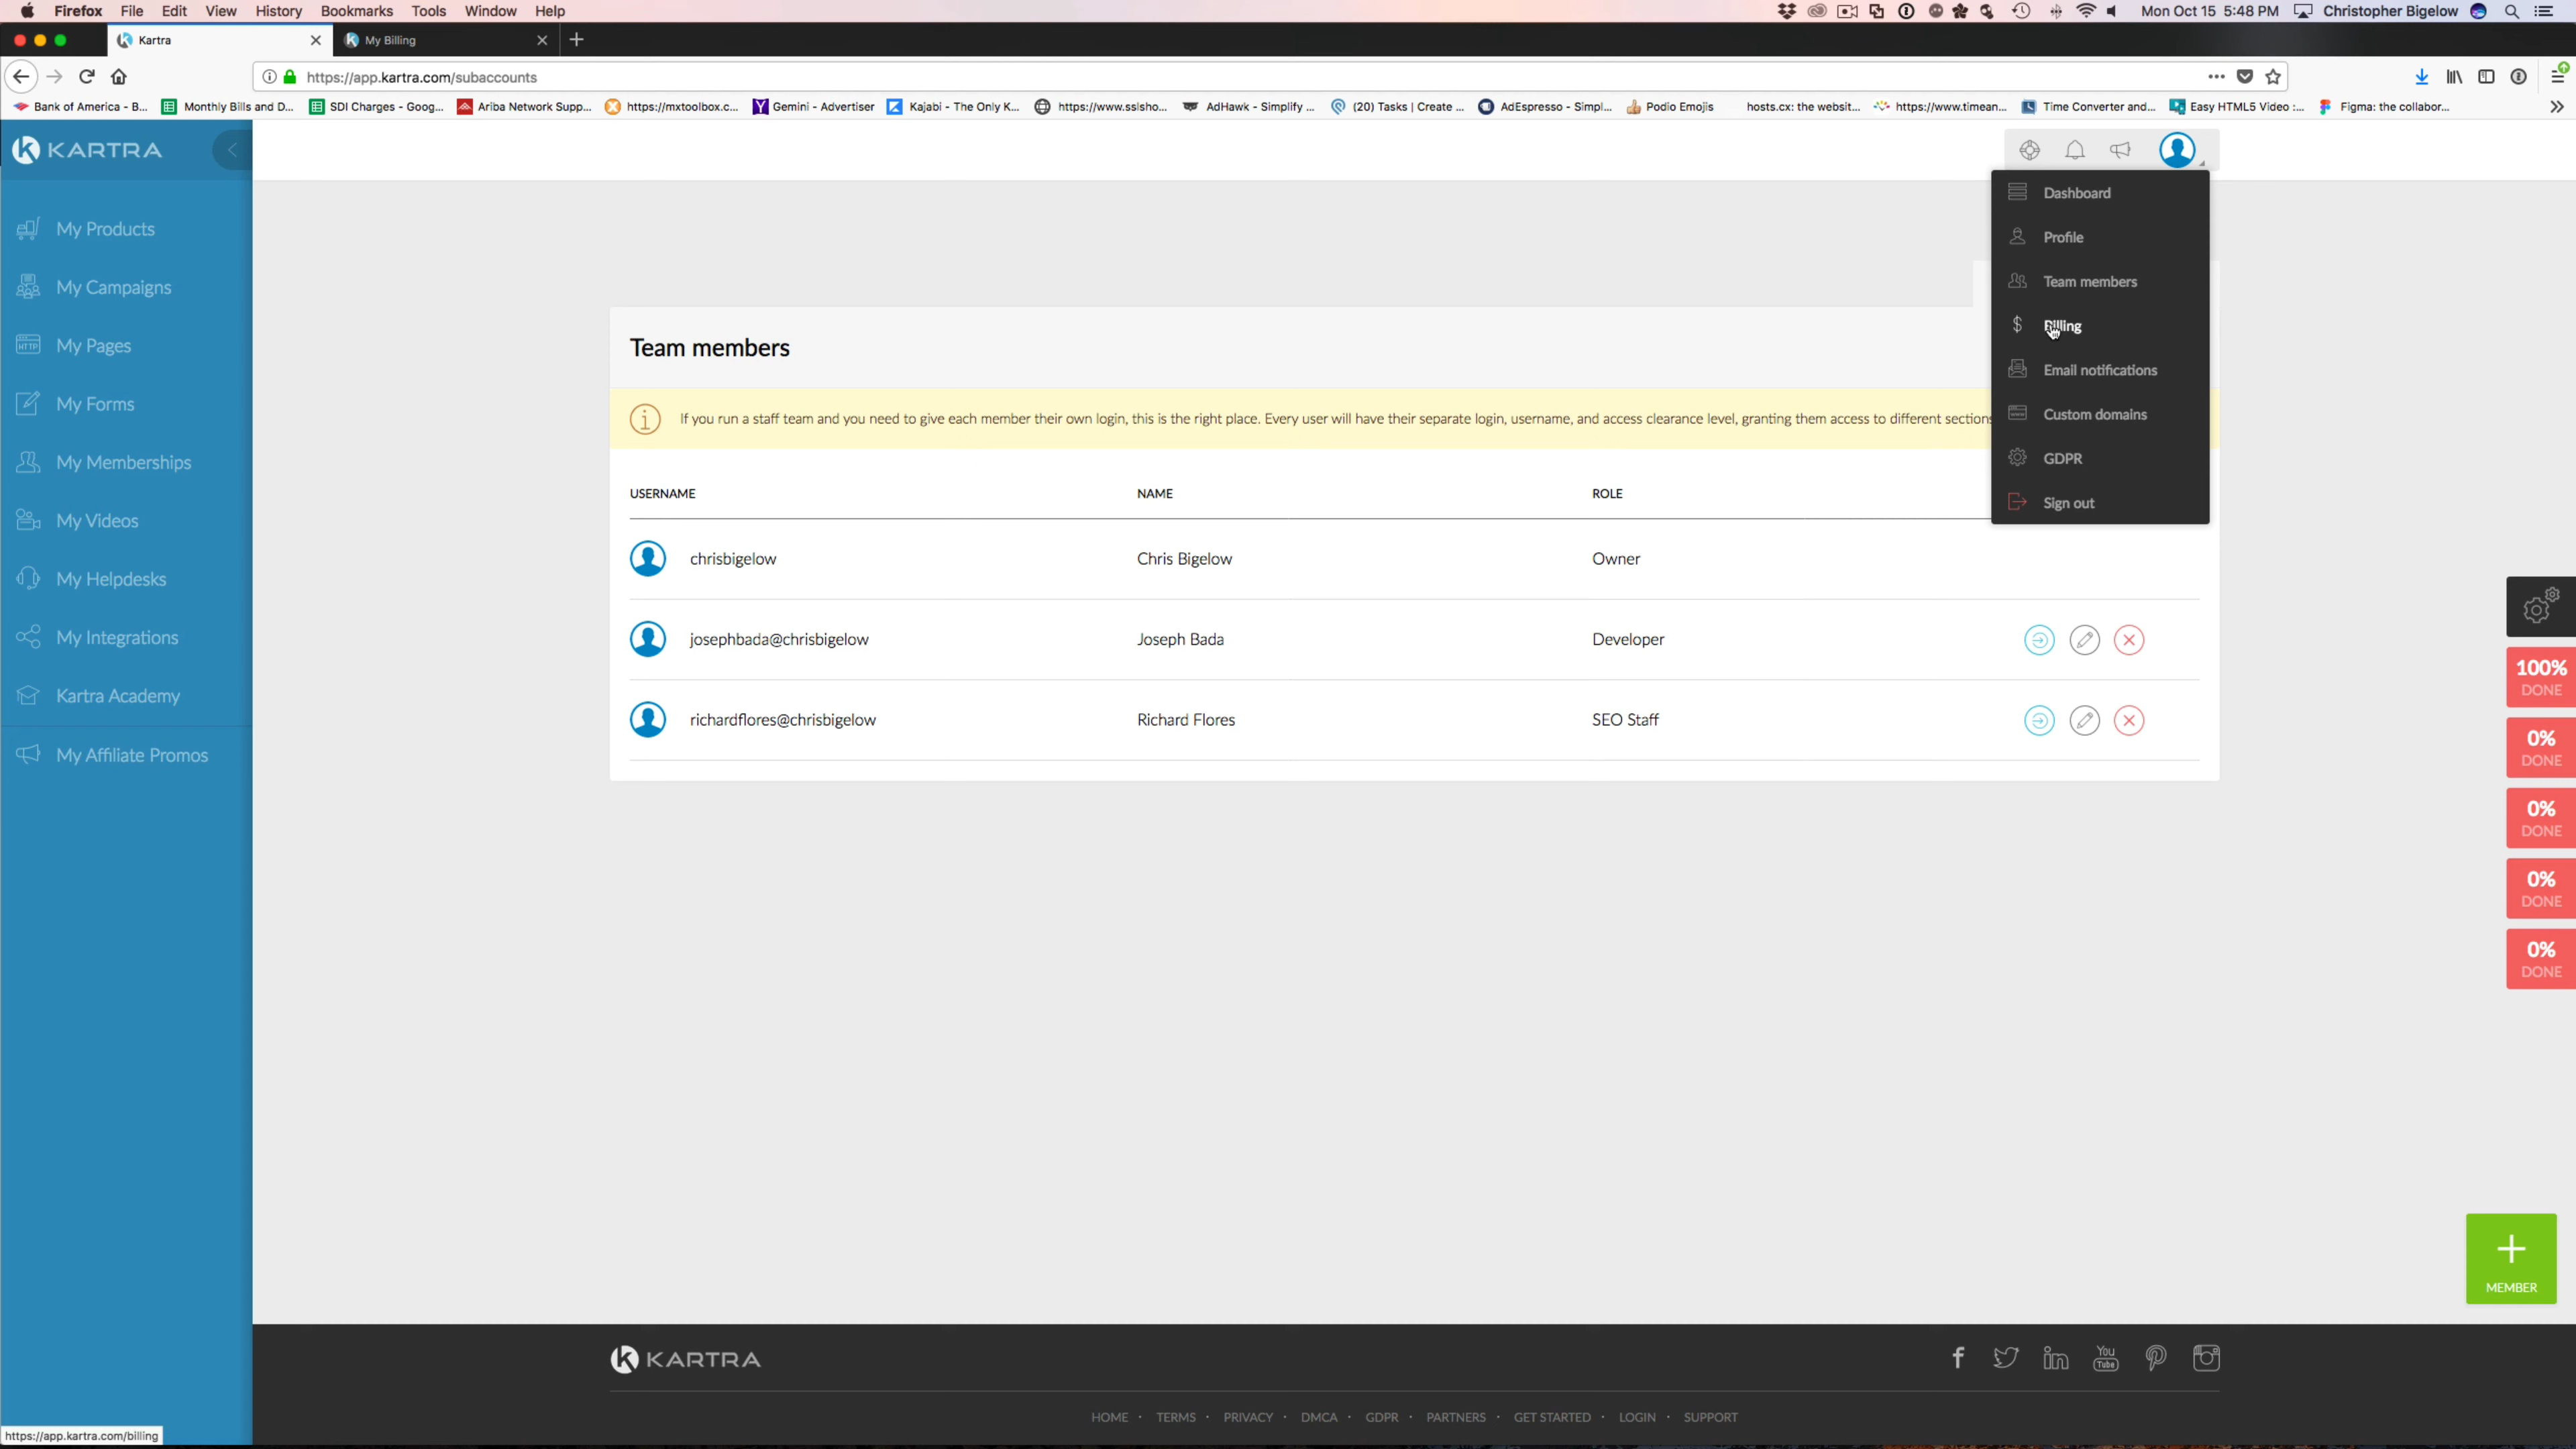 Firefox File Edit View History Bookmarks Tools Window Help Mon Oct 15 5:48 PM Christopher Bigelow
Kartra My Billing
https://app.kartra.com/subaccounts
Bank of America - B... Monthly Bills and D... SDI Charges - Goog... Ariba Network Supp... https://mxtoolbox.c... Gemini - Advertiser Kajabi - The Only K... https://www.sslsho... AdHawk - Simplify ... (20) Tasks | Create ... AdEspresso - Simpl... Podio Emojis hosts.cx: the websit... https://www.timean... Time Converter and... Easy HTML5 Video :... Figma: the collabor...
KARTRA
My Products
My Campaigns
My Pages
My Forms
My Memberships
My Videos
My Helpdesks
My Integrations
Kartra Academy
My Affiliate Promos
Dashboard
Profile
Team members
Billing
Email notifications
Custom domains
GDPR
Sign out
Team members
If you run a staff team and you need to give each member their own login, this is the right place. Every user will have their separate login, username, and access clearance level, granting them access to different sections
USERNAME NAME ROLE
chrisbigelow Chris Bigelow Owner
josephbada@chrisbigelow Joseph Bada Developer
richardflores@chrisbigelow Richard Flores SEO Staff
100%
DONE
0%
DONE
0%
DONE
0%
DONE
0%
DONE
MEMBER
KARTRA
You
Tube
HOME · TERMS · PRIVACY · DMCA · GDPR · PARTNERS · GET STARTED · LOGIN · SUPPORT
https://app.kartra.com/billing